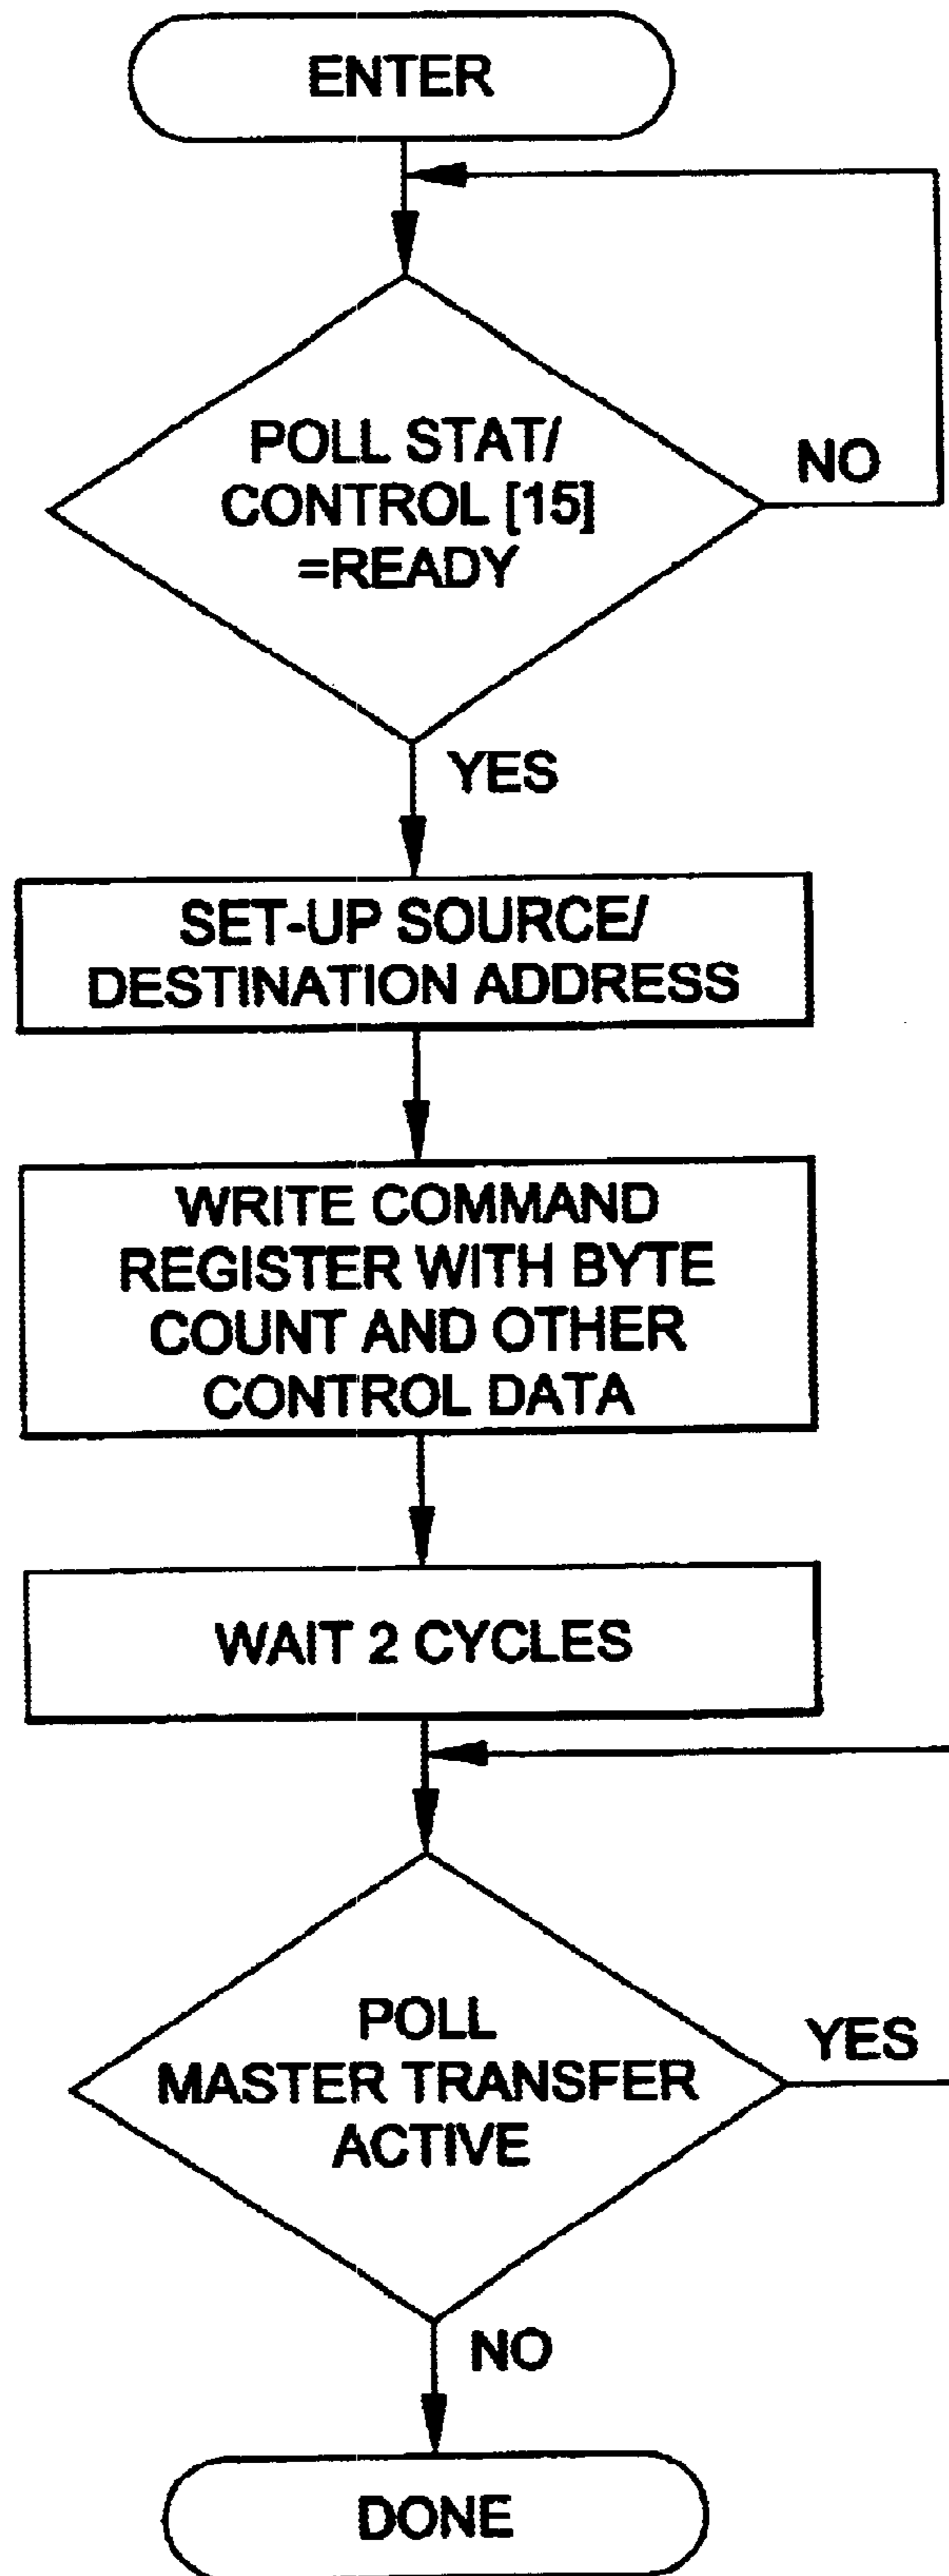 ENTER
POLL STAT/
CONTROL [15]
=READY
NO
YES
SET-UP SOURCE/
DESTINATION ADDRESS
WRITE COMMAND
REGISTER WITH BYTE
COUNT AND OTHER
CONTROL DATA
WAIT 2 CYCLES
POLL
MASTER TRANSFER
ACTIVE
YES
NO
DONE